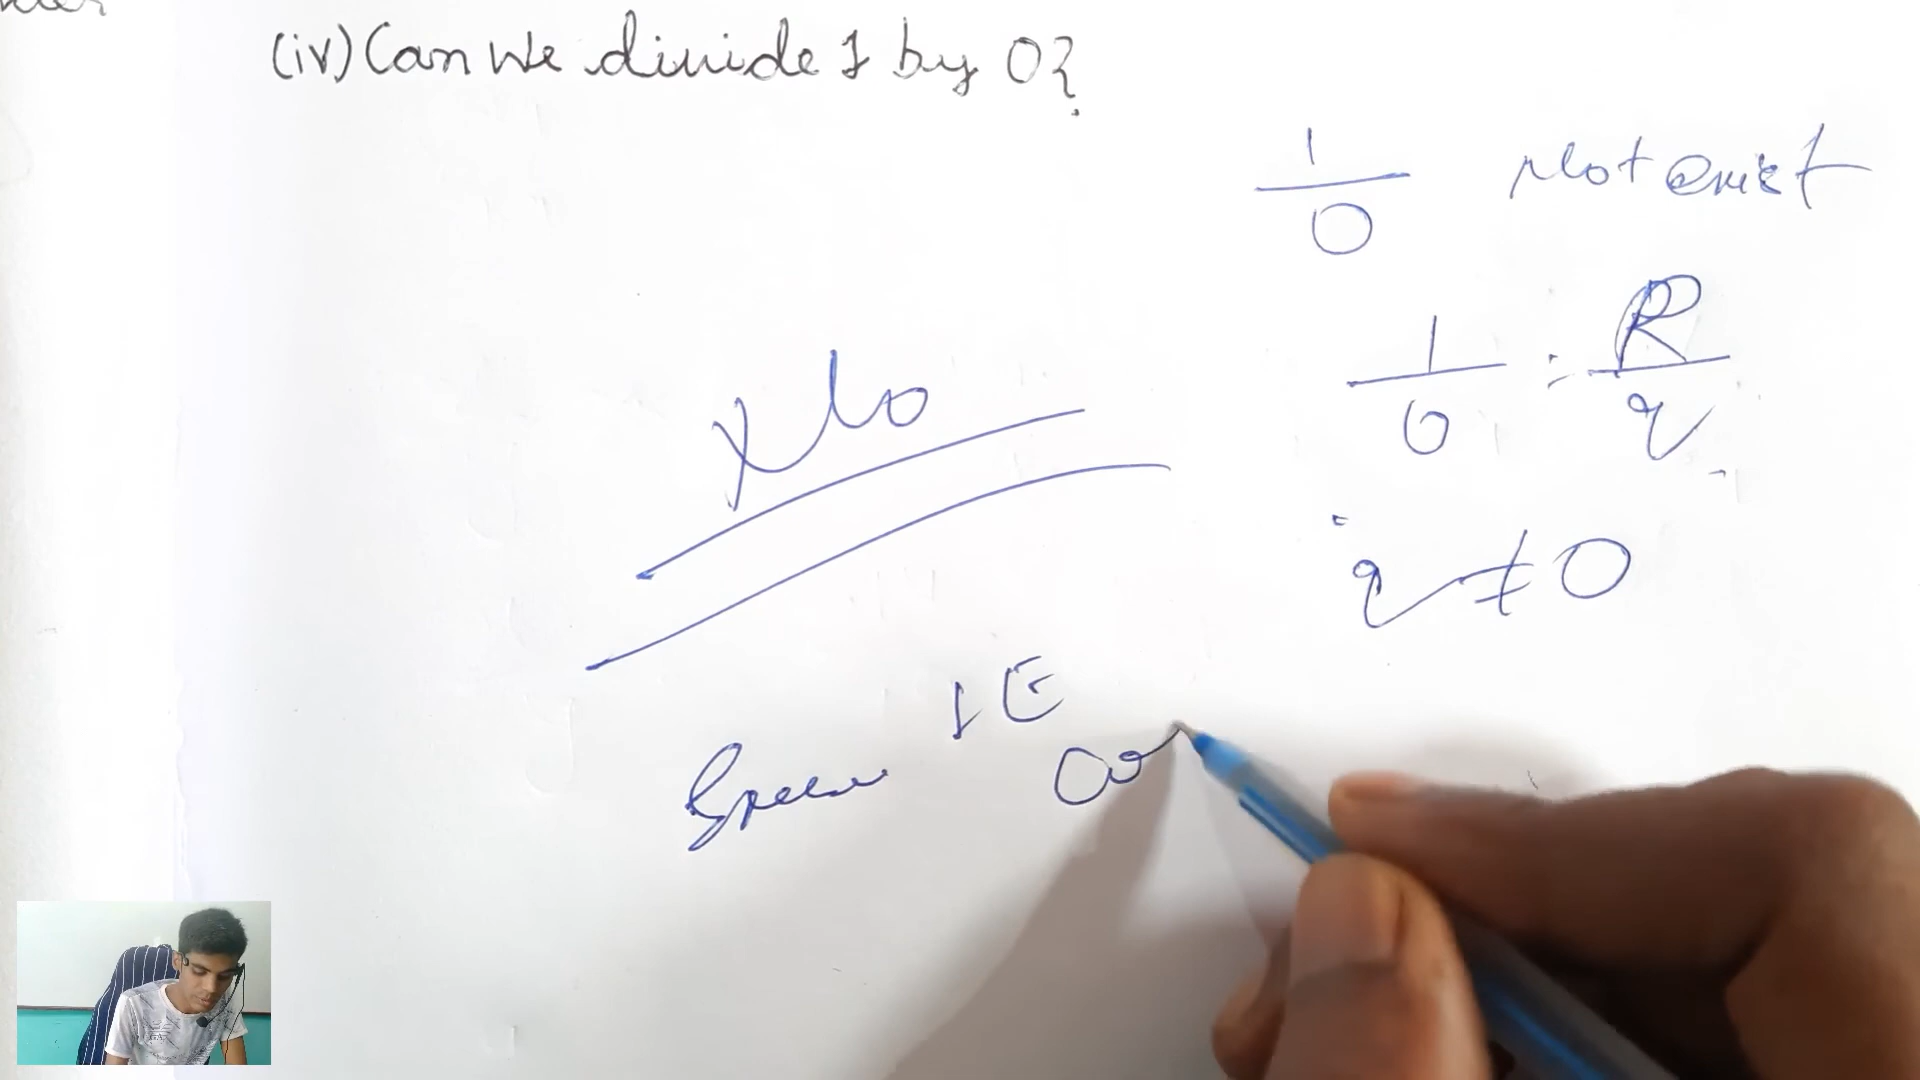 (iv) Can We divide 1 by 0?
1/0 Not exist
1/0 = P/q
q ≠ 0
No